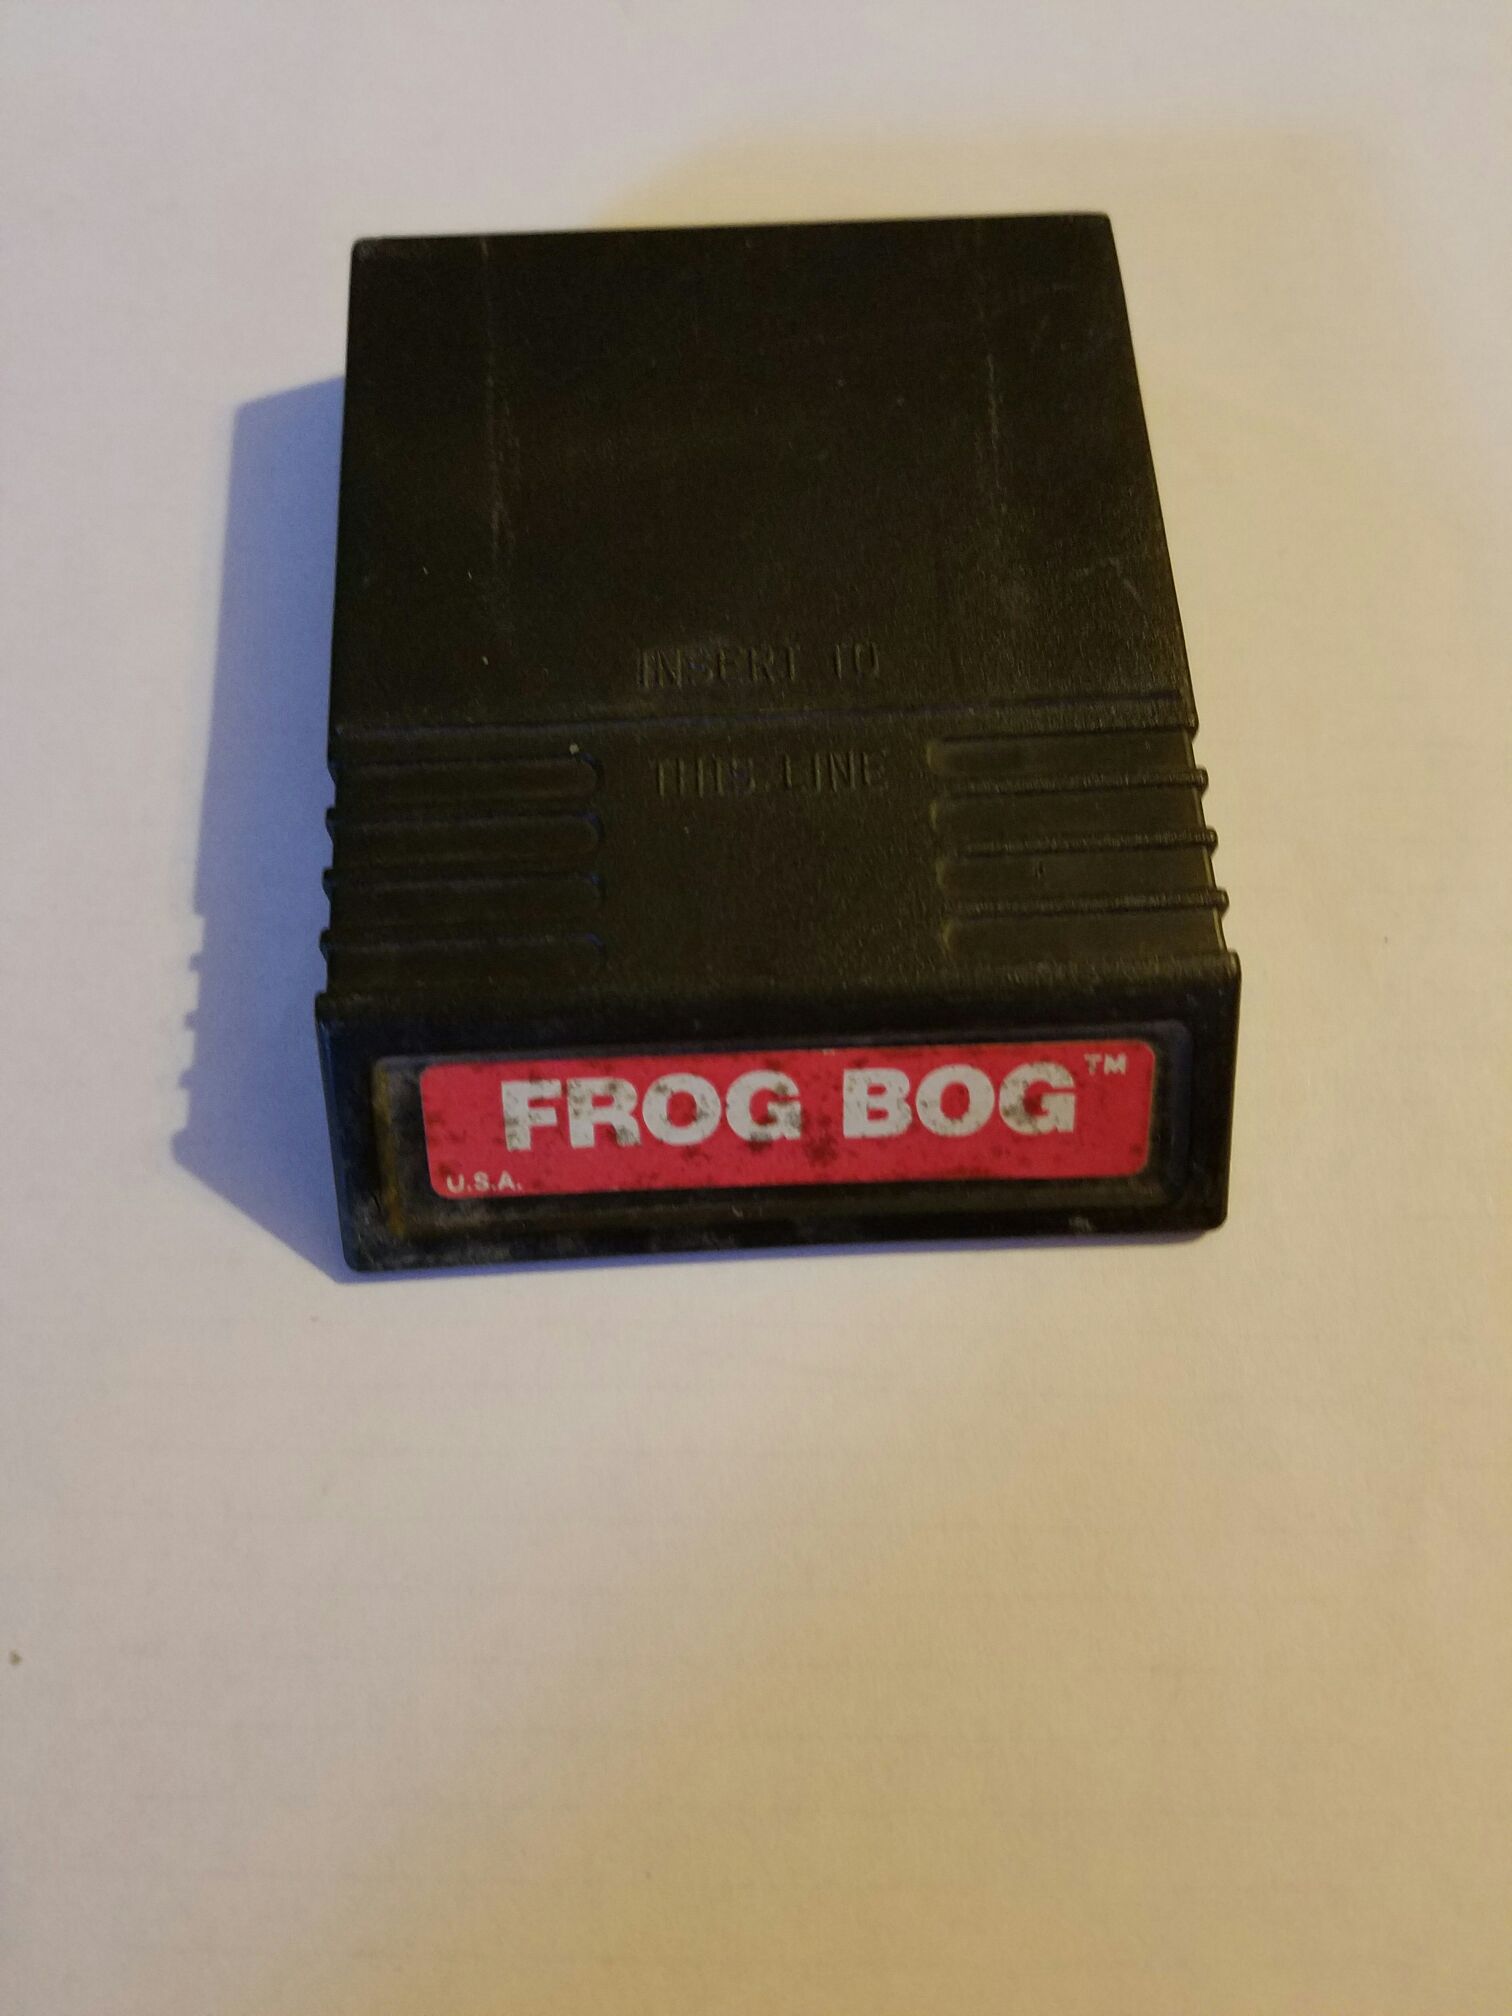 INSERT TO
THIS LINE
FROG BOG™
U.S.A.